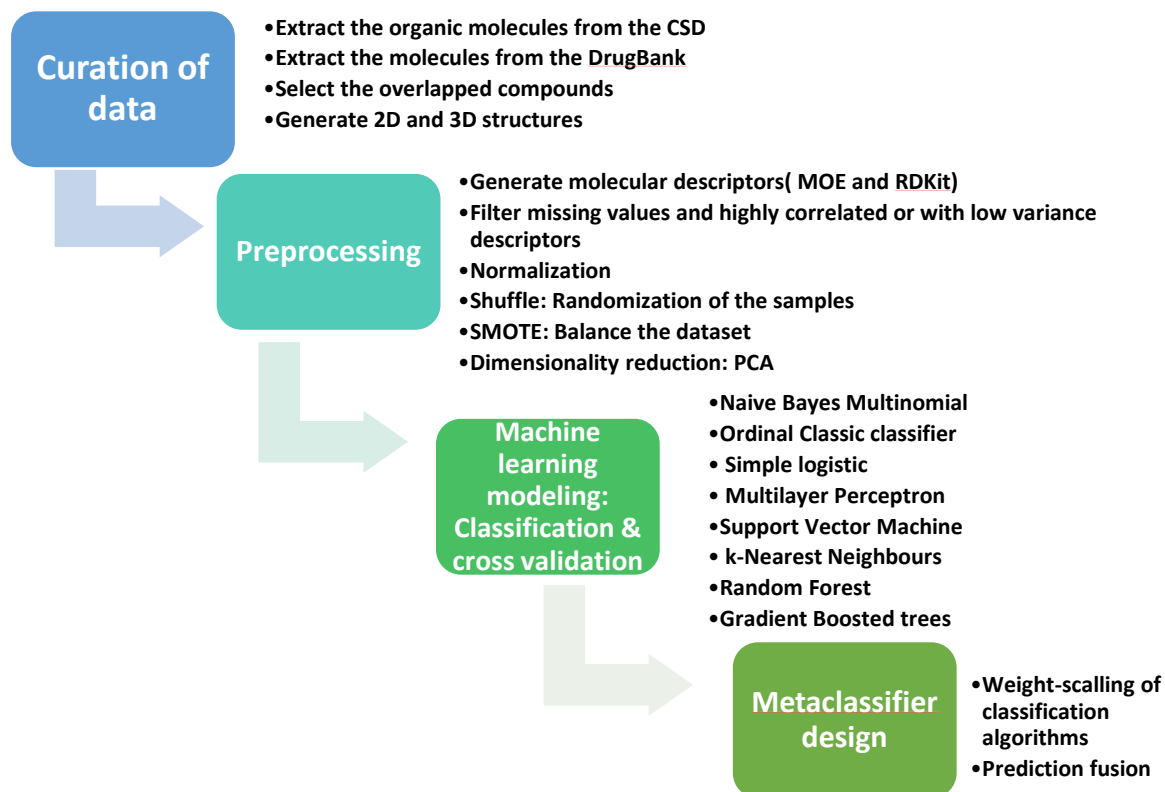 Curation of
data
•Extract the organic molecules from the CSD
•Extract the molecules from the DrugBank
•Select the overlapped compounds
•Generate 2D and 3D structures
Preprocessing
•Generate molecular descriptors( MOE and RDKit)
•Filter missing values and highly correlated or with low variance
descriptors
•Normalization
•Shuffle: Randomization of the samples
•SMOTE: Balance the dataset
•Dimensionality reduction: PCA
Machine
learning
modeling:
Classification &
cross validation
•Naive Bayes Multinomial
•Ordinal Classic classifier
• Simple logistic
• Multilayer Perceptron
•Support Vector Machine
• k-Nearest Neighbours
•Random Forest
•Gradient Boosted trees
Metaclassifier
design
•Weight-scalling of
classification
algorithms
•Prediction fusion